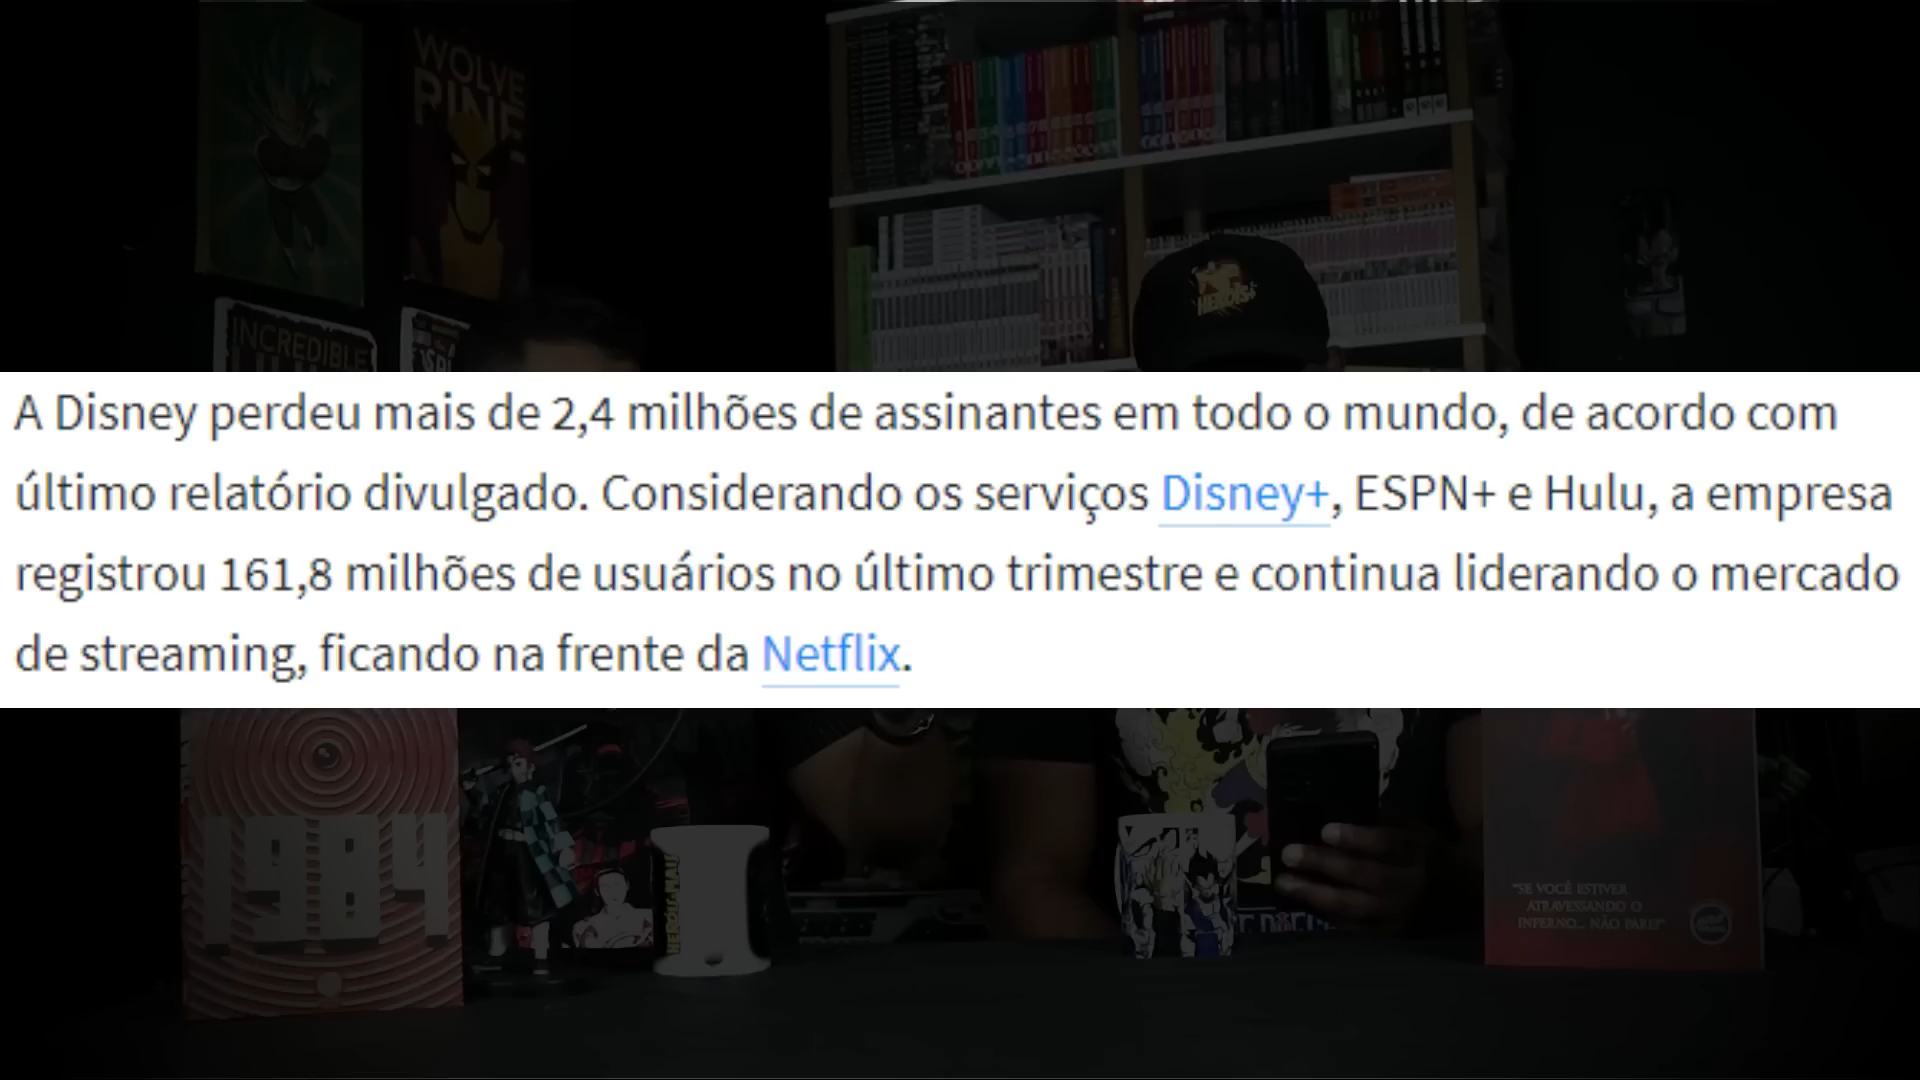 WOLVE
RINE
INCREDIBLE
HEROIS
A Disney perdeu mais de 2,4 milhões de assinantes em todo o mundo, de acordo com
último relatório divulgado. Considerando os serviços Disney+, ESPN+ e Hulu, a empresa
registrou 161,8 milhões de usuários no último trimestre e continua liderando o mercado
de streaming, ficando na frente da Netflix.
1984
"SE VOCÊ ESTIVER
ATRAVESSANDO O
INFERNO... NÃO PARE!"